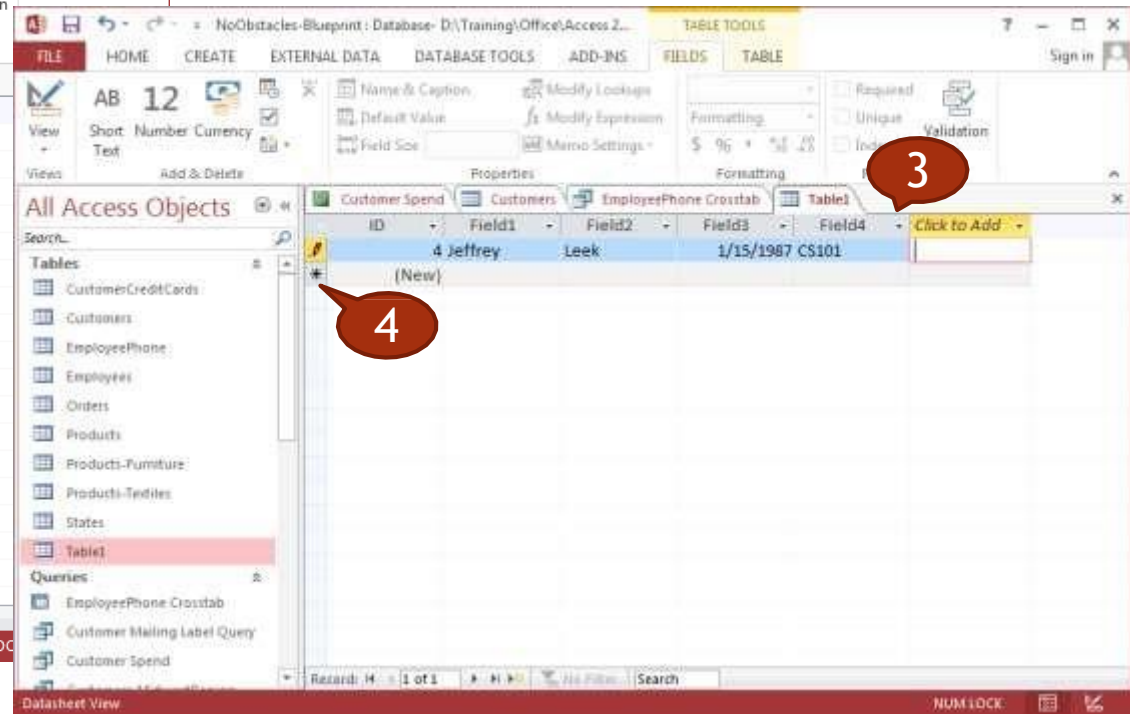 n
NoObstacles-Blueprint : Database- D:\Training\Office\Access 2... TABLE TOOLS ?
FILE HOME CREATE EXTERNAL DATA DATABASE TOOLS ADD-INS FIELDS TABLE Sign in
View
AB Short Text
12 Number
Currency
Name & Caption
Default Value
Field Size
Modify Lookups
fx Modify Expression
Memo Settings
Formatting
$ %
Required
Unique
Validation
Views Add & Delete Properties Formatting
3
All Access Objects
Search...
Customer Spend Customers EmployeePhone Crosstab Table1
ID Field1 Field2 Field3 Field4 Click to Add
4 Jeffrey Leek 1/15/1987 CS101
(New)
4
Tables
CustomerCreditCards
Customers
EmployeePhone
Employees
Orders
Products
Products-Furniture
Products-Textiles
States
Table1
Queries
EmployeePhone Crosstab
Customer Mailing Label Query
Customer Spend
Record: 1 of 1 No Filter Search
Datasheet View NUM LOCK